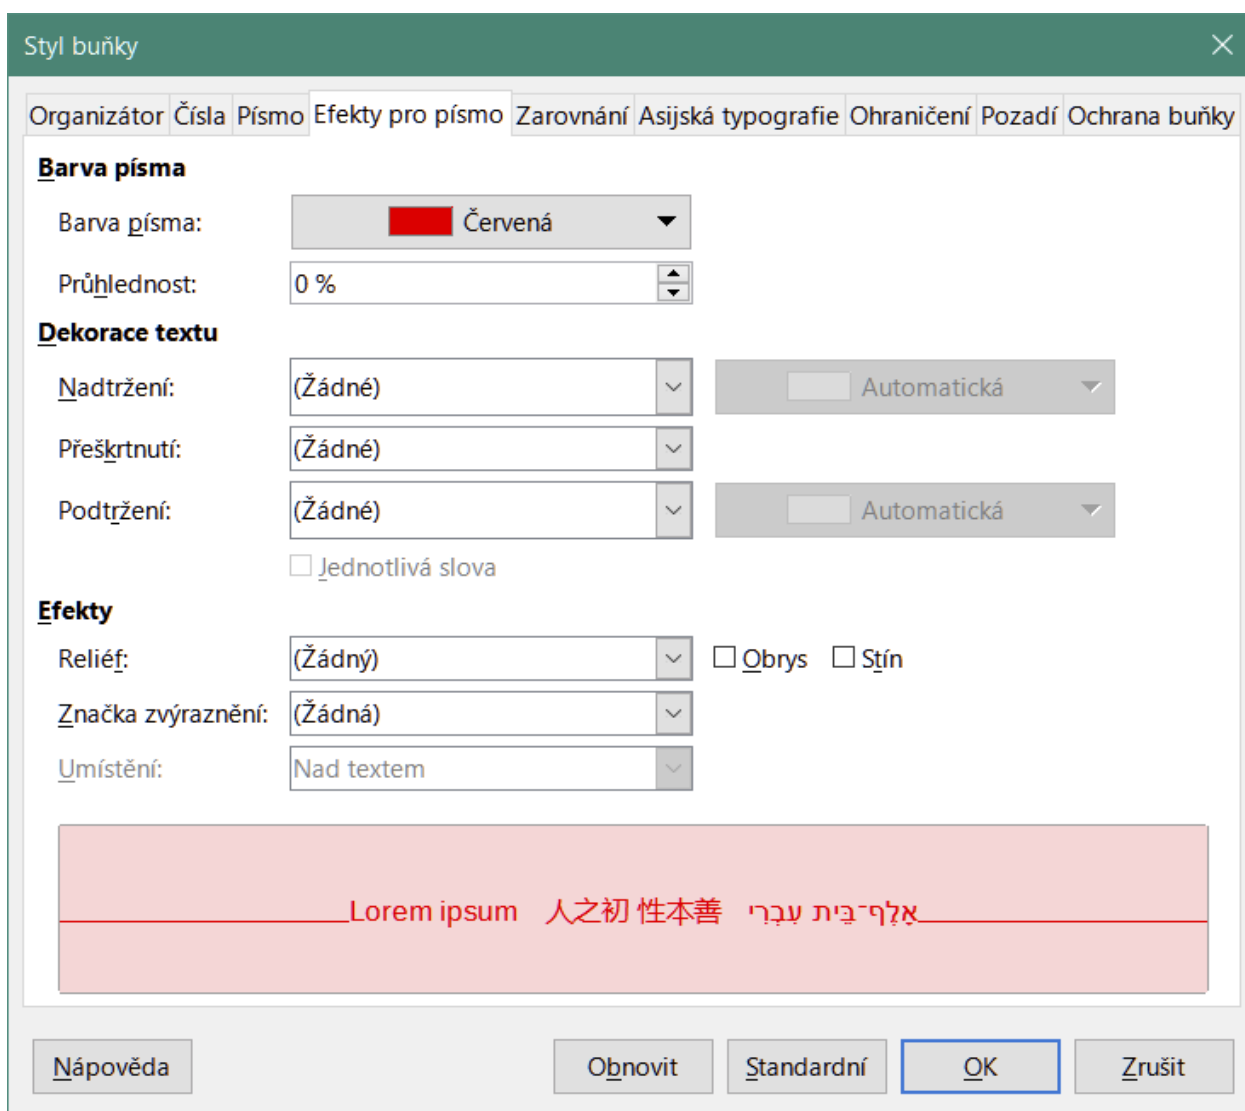 Styl buňky
Organizátor Čísla Písmo Efekty pro písmo Zarovnání Asijská typografie Ohraničení Pozadí Ochrana buňky
Barva písma
Barva písma: Červená
Průhlednost: 0 %
Dekorace textu
Nadtržení: (Žádné) Automatická
Přeškrtnutí: (Žádné)
Podtržení: (Žádné) Automatická
Jednotlivá slova
Efekty
Reliéf: (Žádný) Obrys Stín
Značka zvýraznění: (Žádná)
Umístění: Nad textem
Lorem ipsum 人之初 性本善 אָלֶף־בֵּית עִבְרִי
Nápověda Obnovit Standardní OK Zrušit